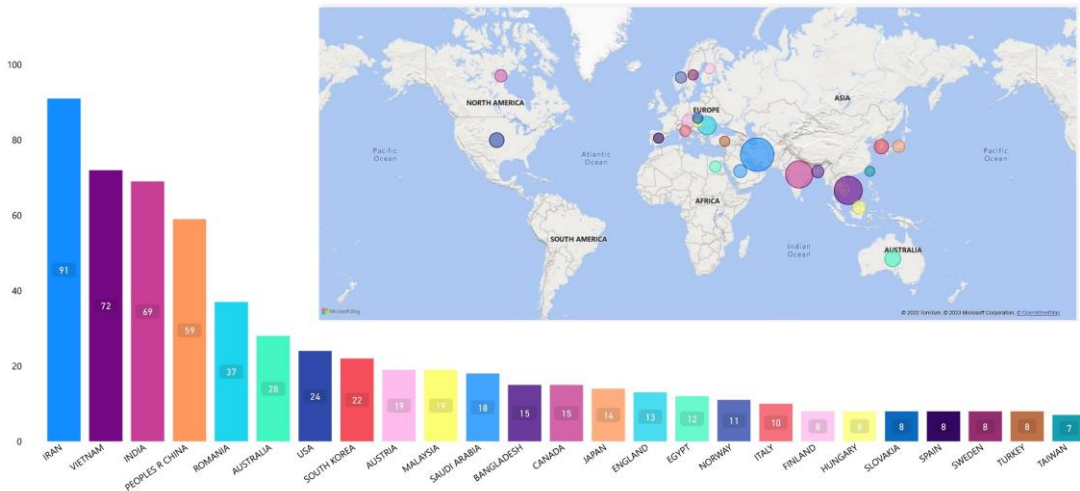 100
80
60
40
20
0
91
72
69
59
37
28
24
22
19
19
18
15
15
14
13
12
11
10
8
8
8
8
8
8
7
IRAN
VIETNAM
INDIA
PEOPLES R CHINA
ROMANIA
AUSTRALIA
USA
SOUTH KOREA
AUSTRIA
MALAYSIA
SAUDI ARABIA
BANGLADESH
CANADA
JAPAN
ENGLAND
EGYPT
NORWAY
ITALY
FINLAND
HUNGARY
SLOVAKIA
SPAIN
SWEDEN
TURKEY
TAIWAN
NORTH AMERICA
EUROPE
ASIA
Pacific
Ocean
Atlantic
Ocean
Pacific
Ocean
AFRICA
SOUTH AMERICA
Indian
Ocean
AUSTRALIA
Microsoft Bing
© 2022 TomTom, © 2023 Microsoft Corporation, © OpenStreetMap